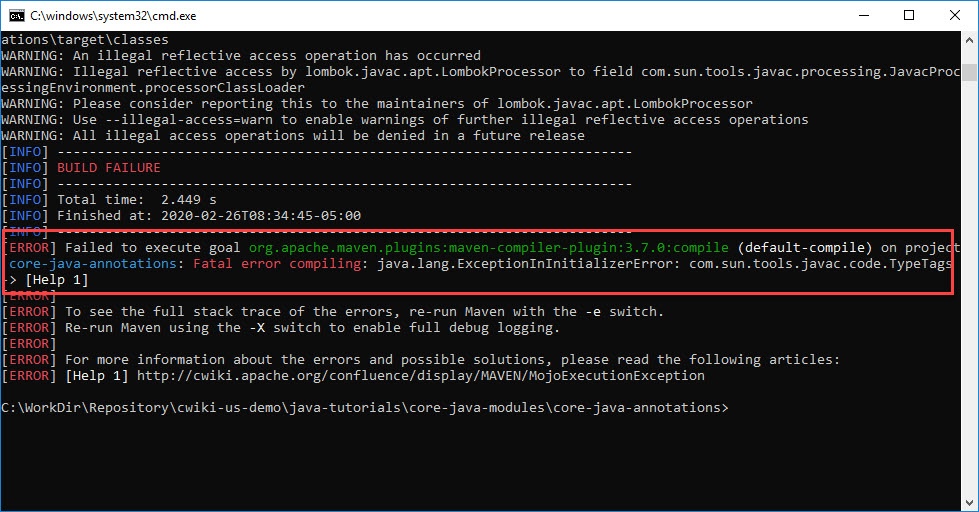 C:\windows\system32\cmd.exe
ations\target\classes
WARNING: An illegal reflective access operation has occurred
WARNING: Illegal reflective access by lombok.javac.apt.LombokProcessor to field com.sun.tools.javac.processing.JavacProc
essingEnvironment.processorClassLoader
WARNING: Please consider reporting this to the maintainers of lombok.javac.apt.LombokProcessor
WARNING: Use --illegal-access=warn to enable warnings of further illegal reflective access operations
WARNING: All illegal access operations will be denied in a future release
[INFO] ------------------------------------------------------------------------
[INFO] BUILD FAILURE
[INFO] ------------------------------------------------------------------------
[INFO] Total time:  2.449 s
[INFO] Finished at: 2020-02-26T08:34:45-05:00
[INFO] ------------------------------------------------------------------------
[ERROR] Failed to execute goal org.apache.maven.plugins:maven-compiler-plugin:3.7.0:compile (default-compile) on project
core-java-annotations: Fatal error compiling: java.lang.ExceptionInInitializerError: com.sun.tools.javac.code.TypeTags
-> [Help 1]
[ERROR]
[ERROR] To see the full stack trace of the errors, re-run Maven with the -e switch.
[ERROR] Re-run Maven using the -X switch to enable full debug logging.
[ERROR]
[ERROR] For more information about the errors and possible solutions, please read the following articles:
[ERROR] [Help 1] http://cwiki.apache.org/confluence/display/MAVEN/MojoExecutionException
C:\WorkDir\Repository\cwiki-us-demo\java-tutorials\core-java-modules\core-java-annotations>